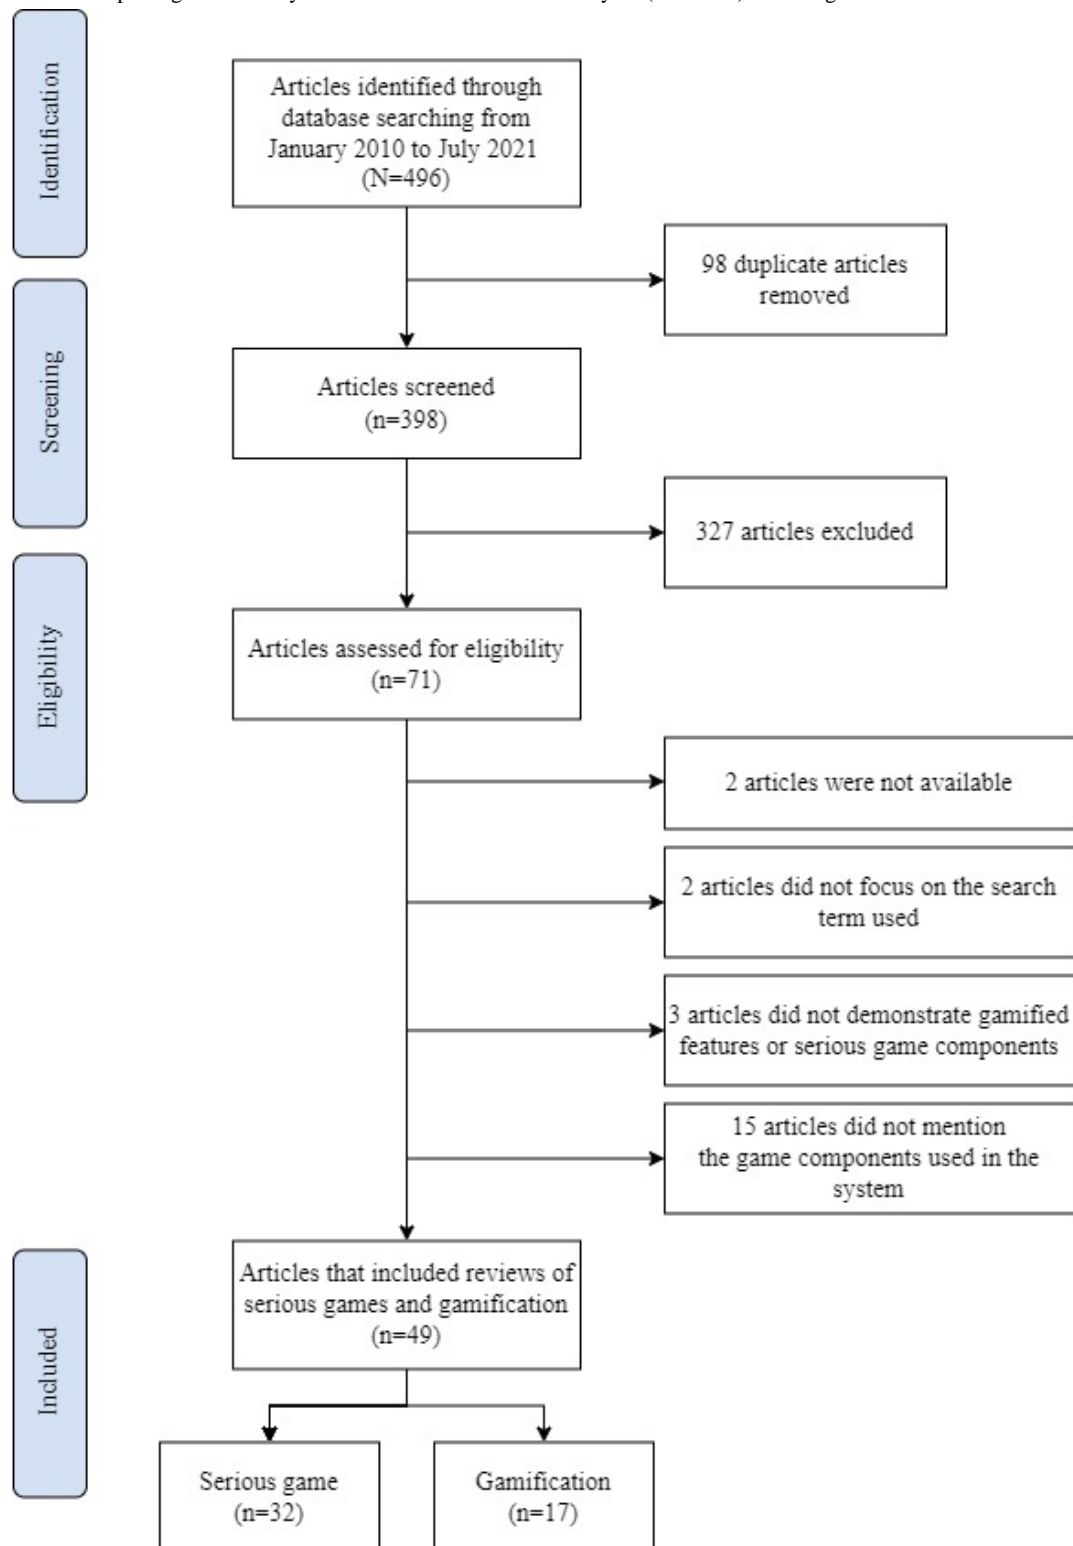 Identification
Articles identified through
database searching from
January 2010 to July 2021
(N=496)
98 duplicate articles
removed
Screening
Articles screened
(n=398)
327 articles excluded
Eligibility
Articles assessed for eligibility
(n=71)
2 articles were not available
2 articles did not focus on the search
term used
3 articles did not demonstrate gamified
features or serious game components
15 articles did not mention
the game components used in the
system
Included
Articles that included reviews of
serious games and gamification
(n=49)
Serious game
(n=32)
Gamification
(n=17)